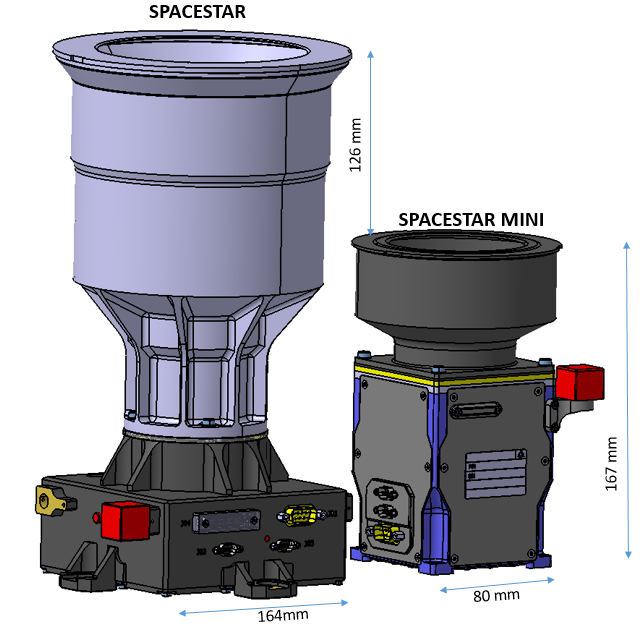 SPACESTAR
126 mm
SPACESTAR MINI
167 mm
80 mm
164mm